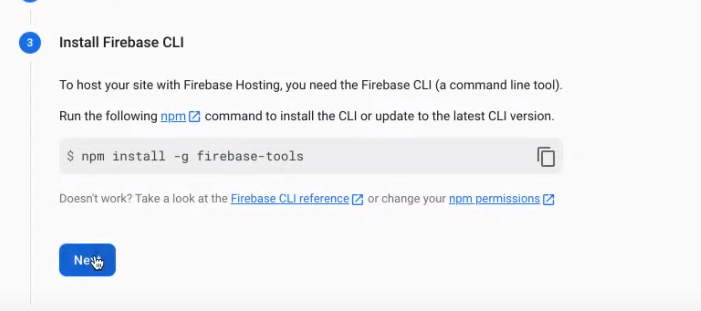 3 Install Firebase CLI
To host your site with Firebase Hosting, you need the Firebase CLI (a command line tool).
Run the following npm command to install the CLI or update to the latest CLI version.
$ npm install -g firebase-tools
Doesn't work? Take a look at the Firebase CLI reference or change your npm permissions
Next